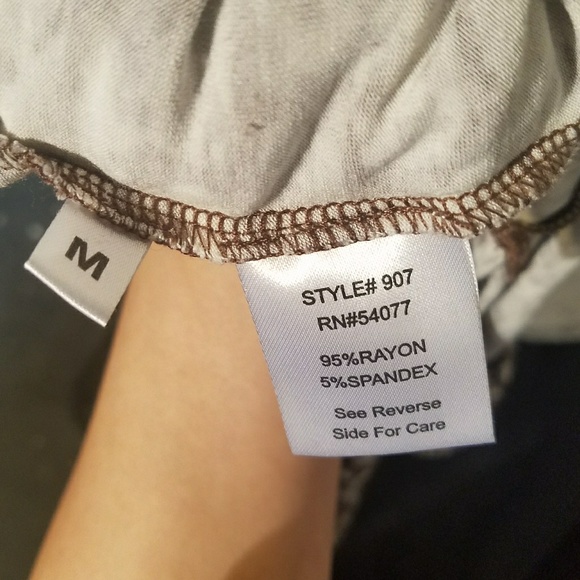 M
STYLE# 907
RN#54077
95%RAYON
5%SPANDEX
See Reverse
Side For Care